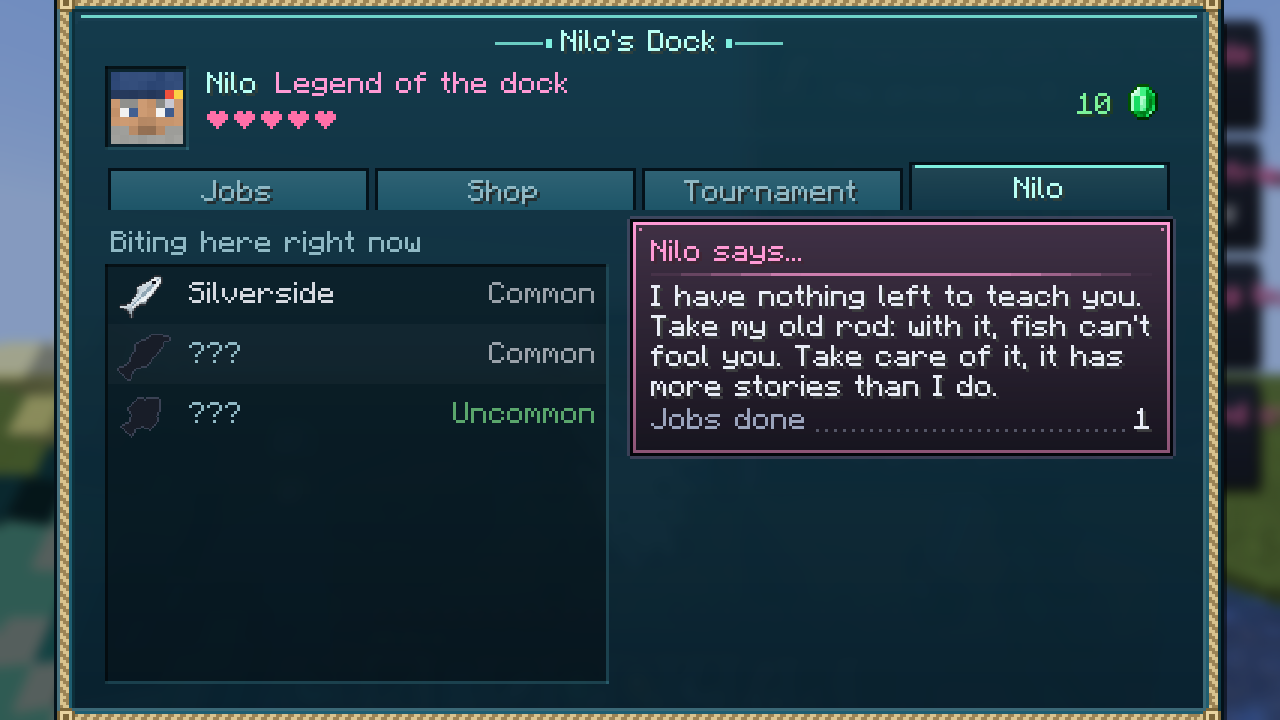 Nilo's Dock
Nilo Legend of the dock
10
Jobs
Shop
Tournament
Nilo
Biting here right now
Silverside Common
??? Common
??? Uncommon
Nilo says...
I have nothing left to teach you.
Take my old rod: with it, fish can't
fool you. Take care of it, it has
more stories than I do.
Jobs done 1